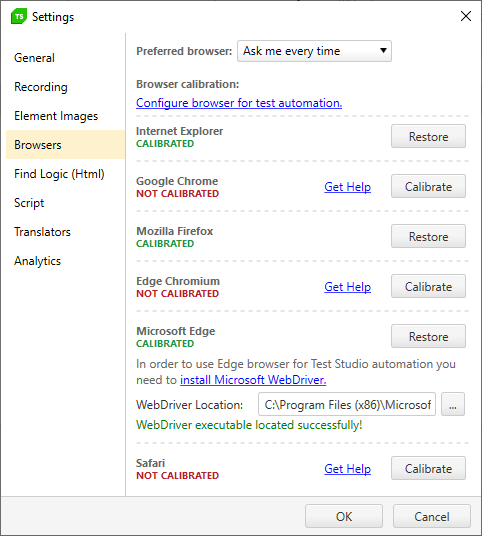 TS Settings
General
Recording
Element Images
Browsers
Find Logic (Html)
Script
Translators
Analytics
Preferred browser: Ask me every time
Browser calibration:
Configure browser for test automation.
Internet Explorer
CALIBRATED
Restore
Google Chrome
NOT CALIBRATED
Get Help
Calibrate
Mozilla Firefox
CALIBRATED
Restore
Edge Chromium
NOT CALIBRATED
Get Help
Calibrate
Microsoft Edge
CALIBRATED
Restore
In order to use Edge browser for Test Studio automation you
need to install Microsoft WebDriver.
WebDriver Location: C:\Program Files (x86)\Microsof ...
WebDriver executable located successfully!
Safari
NOT CALIBRATED
Get Help
Calibrate
OK
Cancel